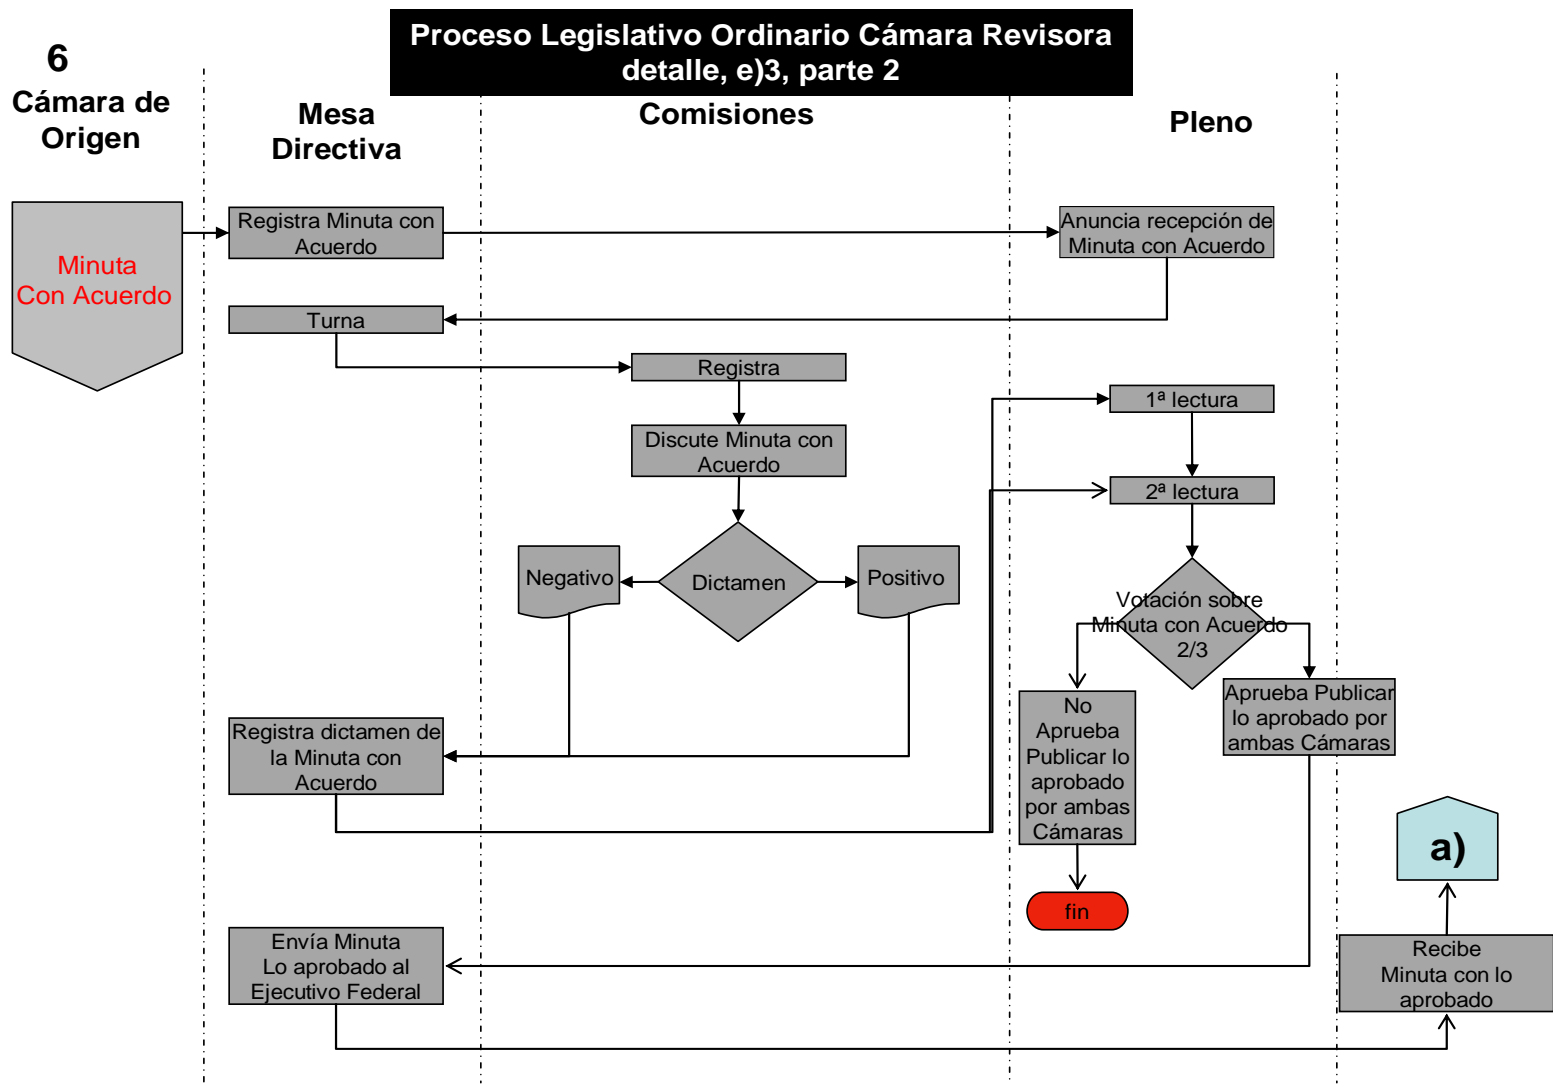 Proceso Legislativo Ordinario Cámara Revisora
detalle, e)3, parte 2
6
Cámara de
Origen
Mesa
Directiva
Comisiones
Pleno
Minuta
Con Acuerdo
Registra Minuta con
Acuerdo
Anuncia recepción de
Minuta con Acuerdo
Turna
Registra
1ª lectura
Discute Minuta con
Acuerdo
2ª lectura
Negativo
Dictamen
Positivo
Votación sobre
Minuta con Acuerdo
2/3
No
Aprueba
Publicar lo
aprobado
por ambas
Cámaras
Aprueba Publicar
lo aprobado por
ambas Cámaras
Registra dictamen de
la Minuta con
Acuerdo
a)
fin
Envía Minuta
Lo aprobado al
Ejecutivo Federal
Recibe
Minuta con lo
aprobado